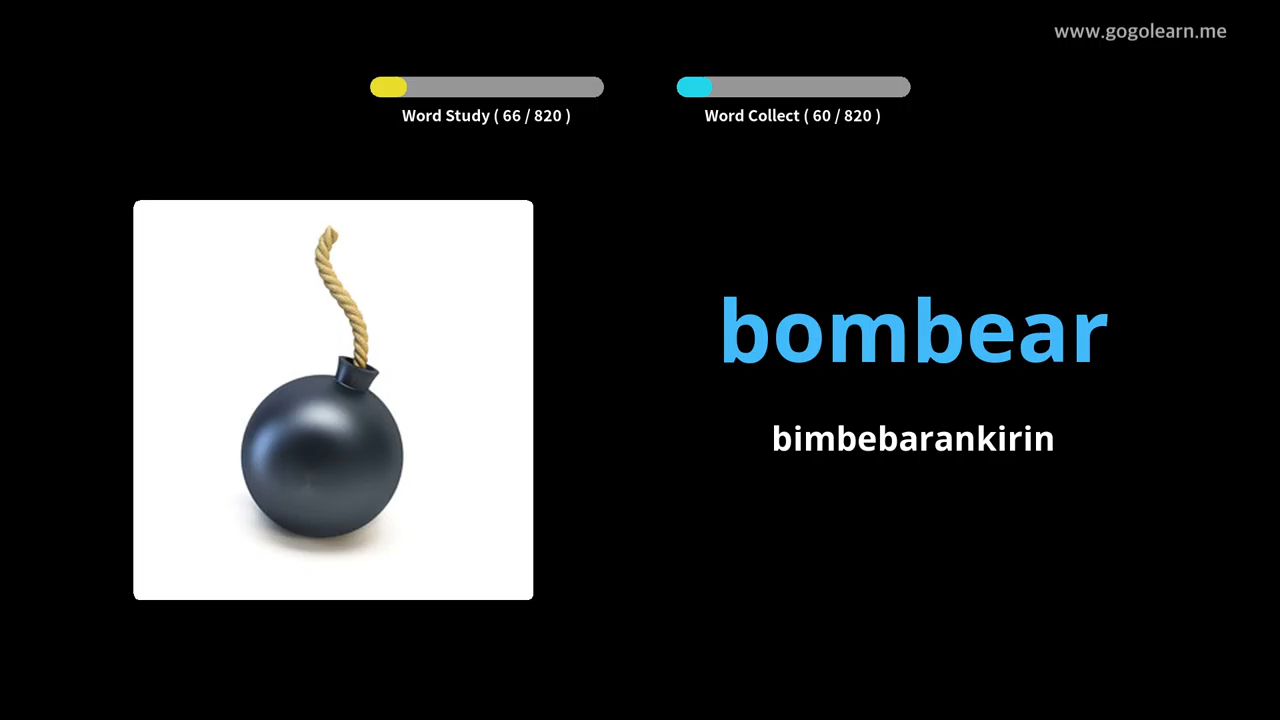 www.gogolearn.me
Word Study ( 66 / 820 )
Word Collect ( 60 / 820 )
bombear
bimbebarankirin